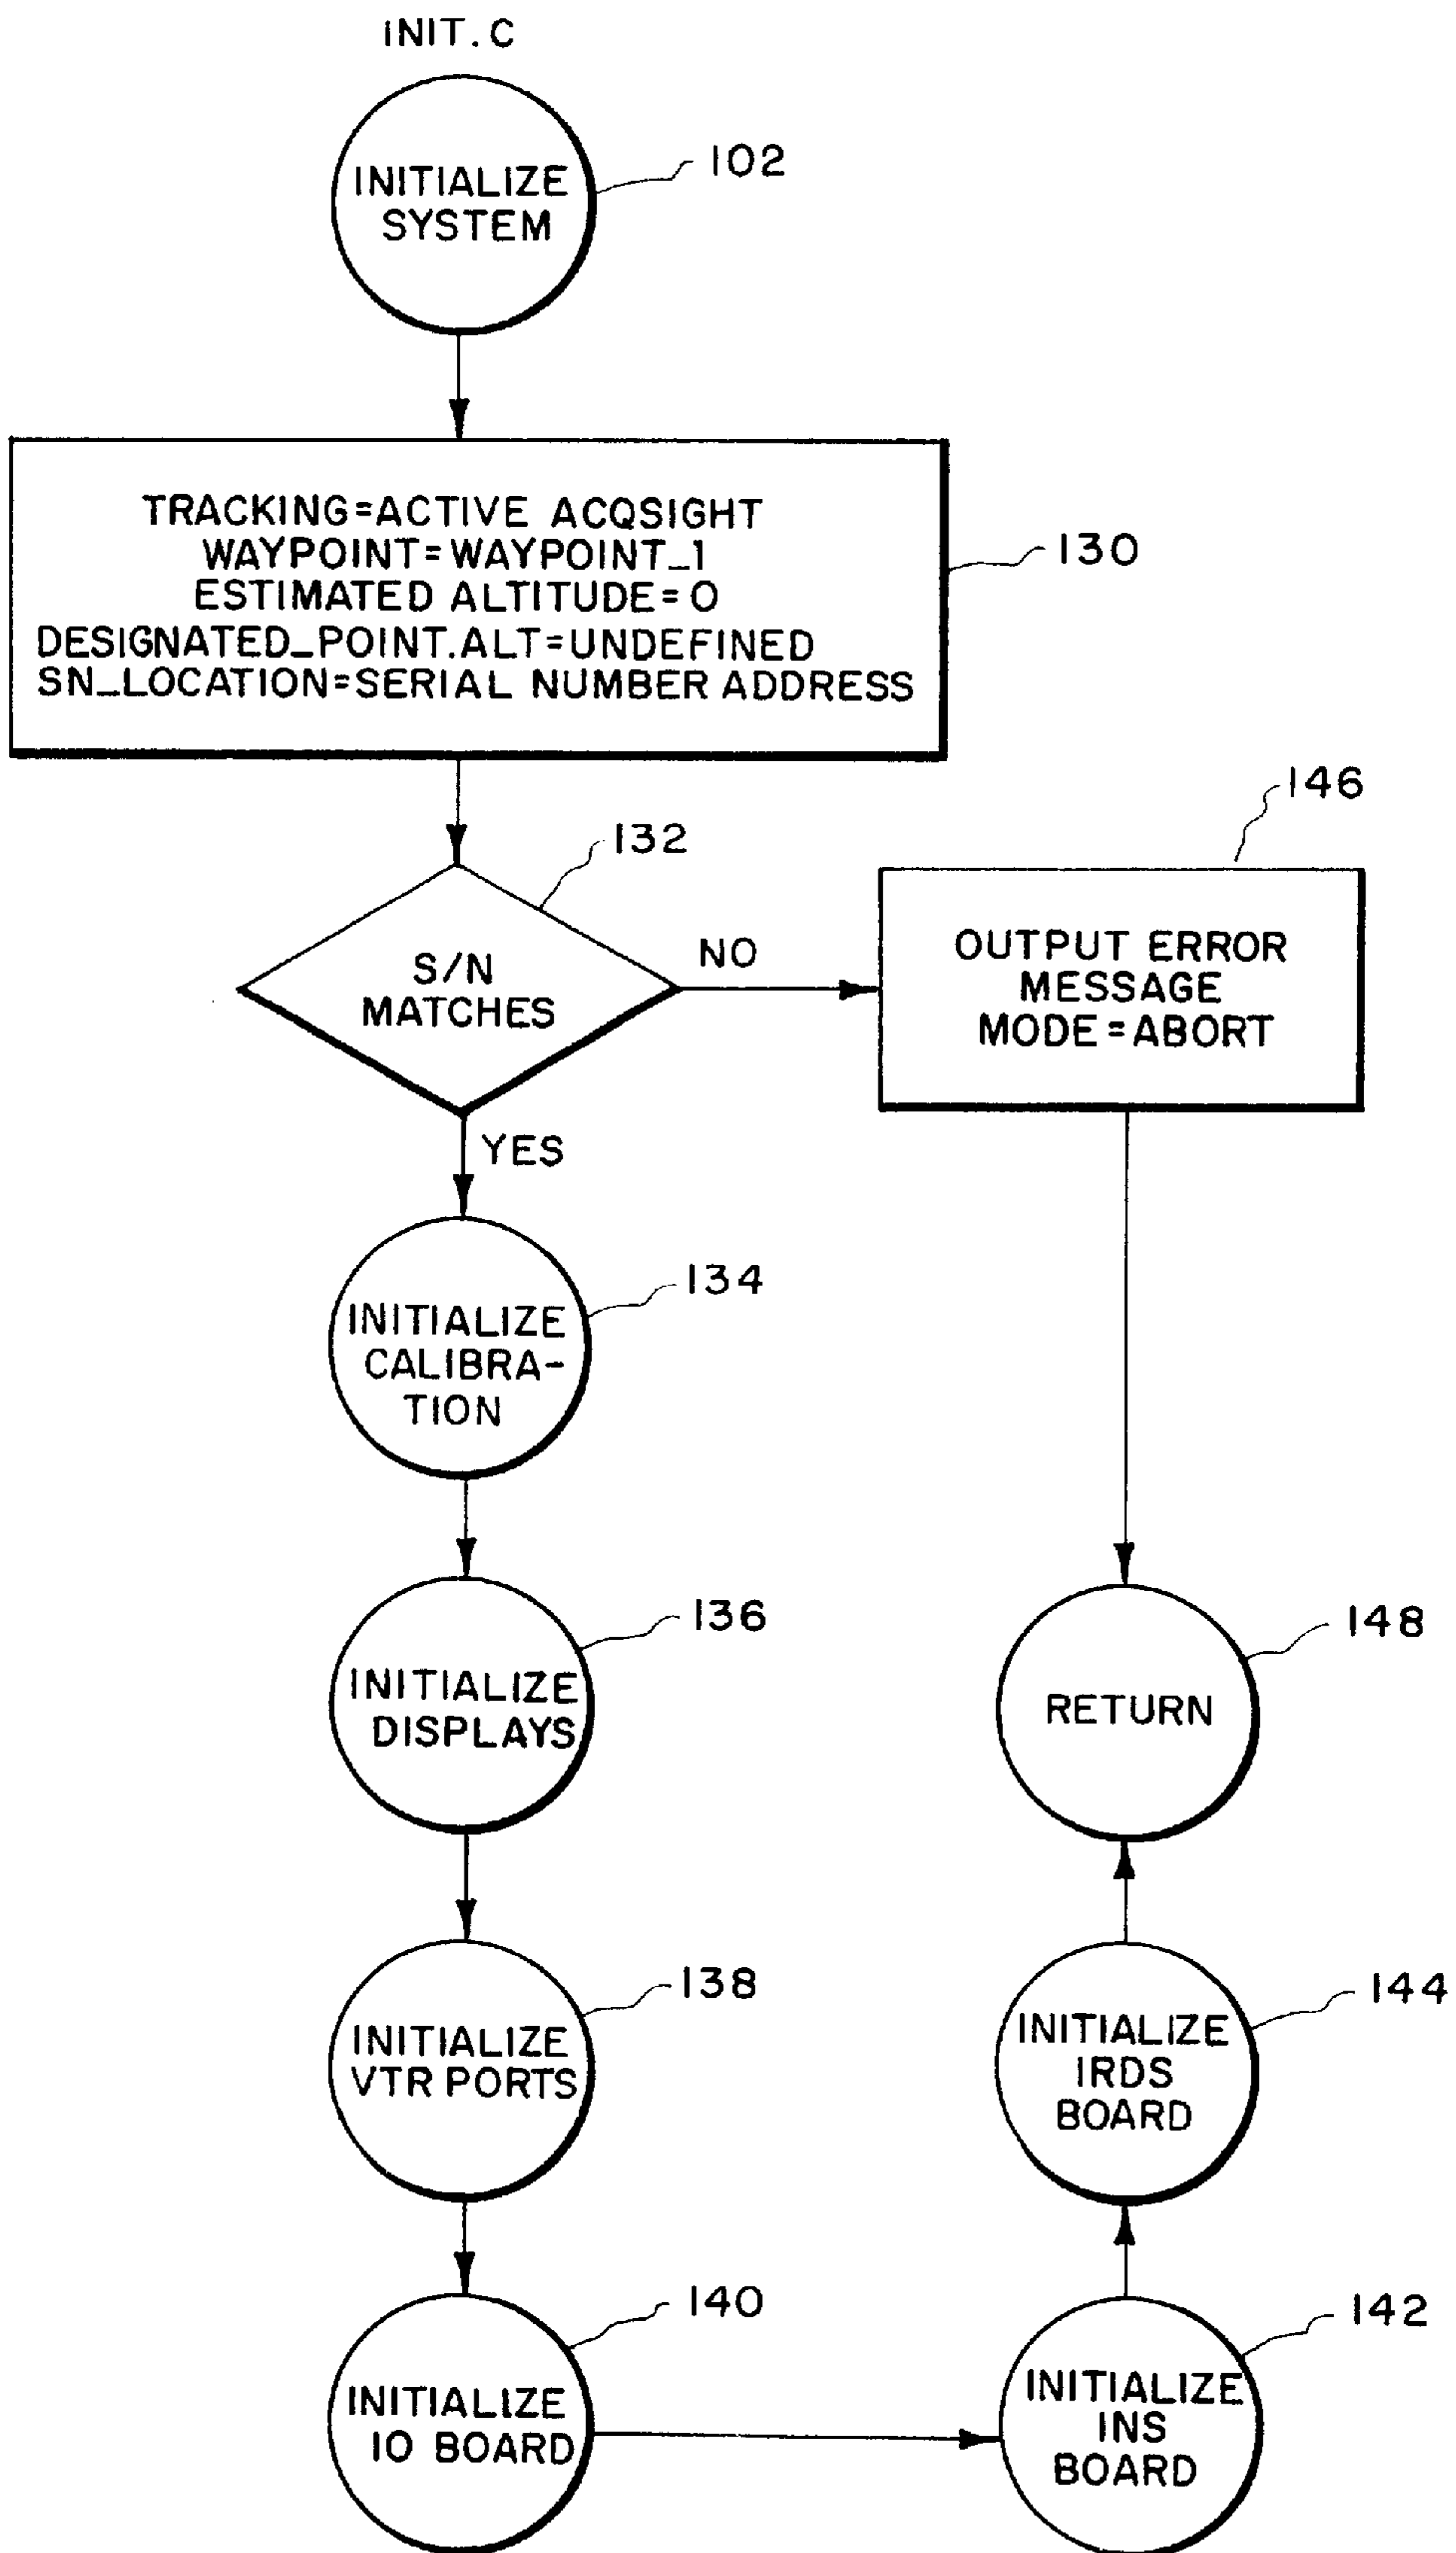 INIT.C
INITIALIZE
SYSTEM
102
TRACKING=ACTIVE ACQSIGHT
WAYPOINT=WAYPOINT_1
ESTIMATED ALTITUDE=0
DESIGNATED_POINT.ALT=UNDEFINED
SN_LOCATION=SERIAL NUMBER ADDRESS
130
132
S/N
MATCHES
NO
YES
146
OUTPUT ERROR
MESSAGE
MODE=ABORT
134
INITIALIZE
CALIBRA-
TION
136
INITIALIZE
DISPLAYS
148
RETURN
138
INITIALIZE
VTR PORTS
144
INITIALIZE
IRDS
BOARD
140
INITIALIZE
IO BOARD
142
INITIALIZE
INS
BOARD